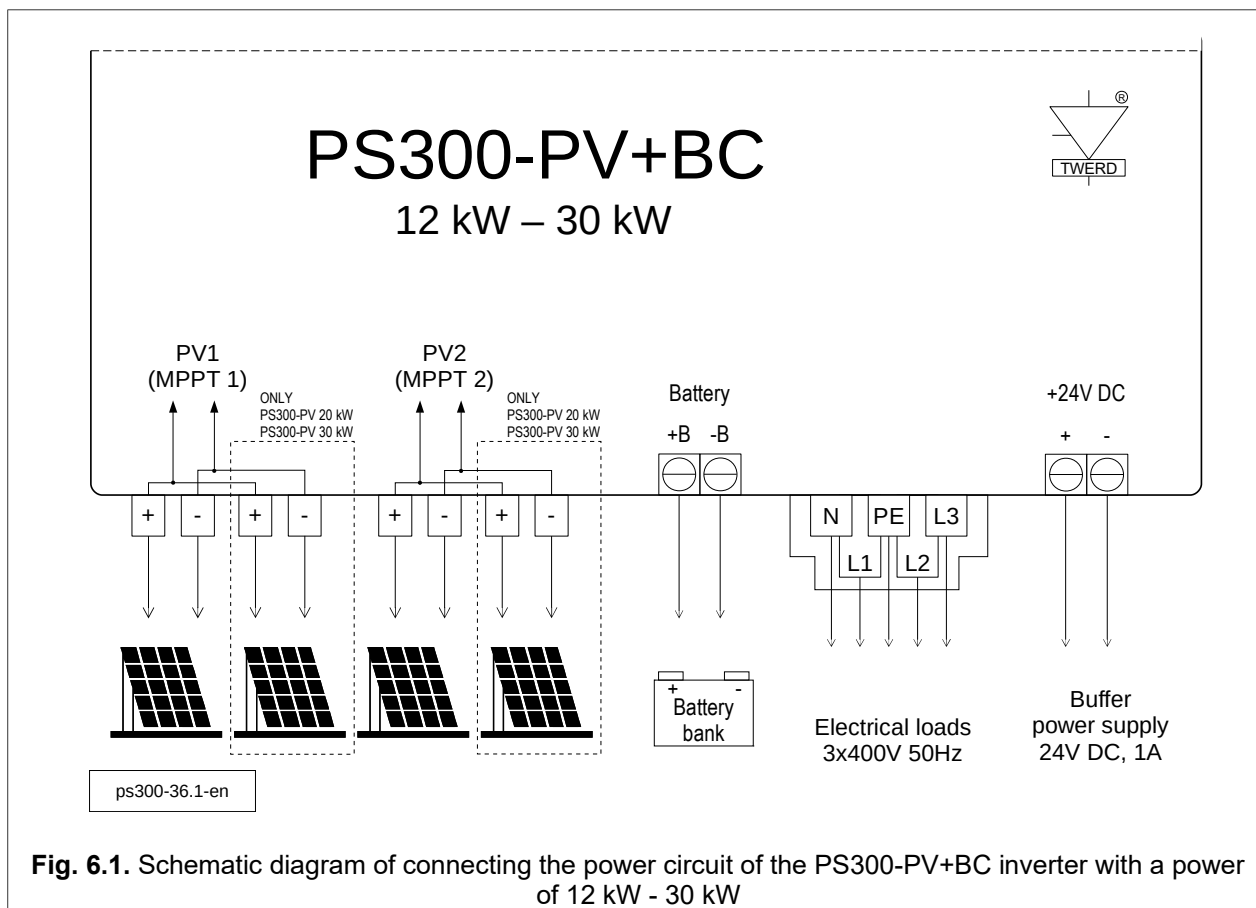 PS300-PV+BC
12 kW – 30 kW
®
TWERD
PV1
(MPPT 1)
ONLY
PS300-PV 20 kW
PS300-PV 30 kW
PV2
(MPPT 2)
ONLY
PS300-PV 20 kW
PS300-PV 30 kW
Battery
+B -B
+24V DC
+ -
+ - + -
+ - + -
N PE L3
L1 L2
+ -
Battery
bank
Electrical loads
3x400V 50Hz
Buffer
power supply
24V DC, 1A
ps300-36.1-en
Fig. 6.1. Schematic diagram of connecting the power circuit of the PS300-PV+BC inverter with a power
of 12 kW - 30 kW